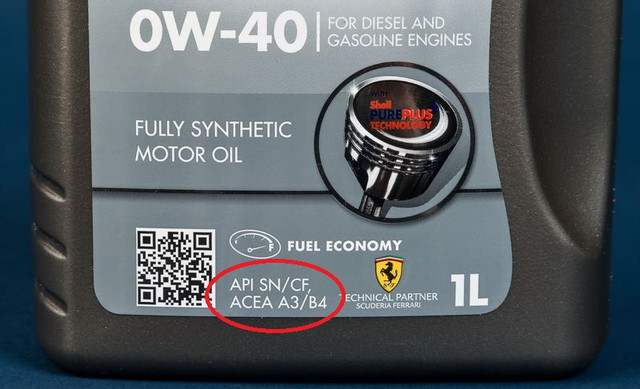 0W-40
FOR DIESEL AND
GASOLINE ENGINES
WITH
Shell
PUREPLUS
TECHNOLOGY
FULLY SYNTHETIC
MOTOR OIL
F
FUEL ECONOMY
API SN/CF,
ACEA A3/B4
TECHNICAL PARTNER
SCUDERIA FERRARI
1L